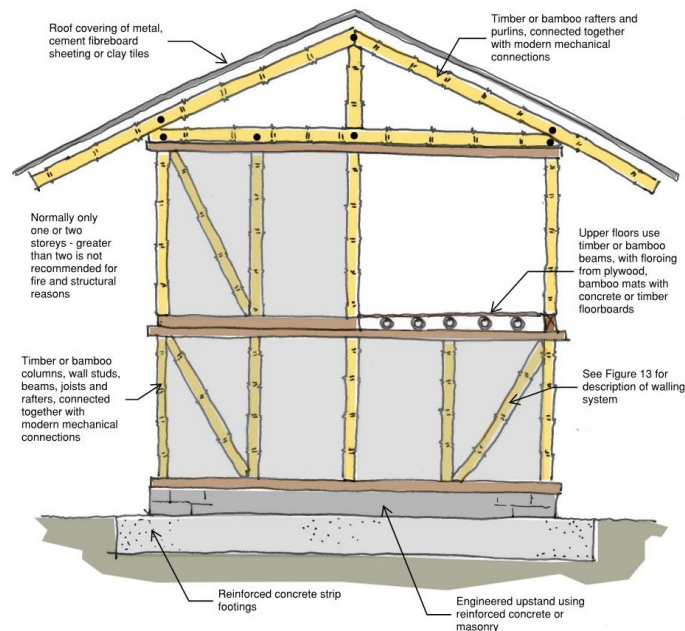 Roof covering of metal,
cement fibreboard
sheeting or clay tiles
Timber or bamboo rafters and
purlins, connected together
with modern mechanical
connections
Normally only
one or two
storeys - greater
than two is not
recommended for
fire and structural
reasons
Upper floors use
timber or bamboo
beams, with floroing
from plywood,
bamboo mats with
concrete or timber
floorboards
Timber or bamboo
columns, wall studs,
beams, joists and
rafters, connected
together with
modern mechanical
connections
See Figure 13 for
description of walling
system
Reinforced concrete strip
footings
Engineered upstand using
reinforced concrete or
masonry